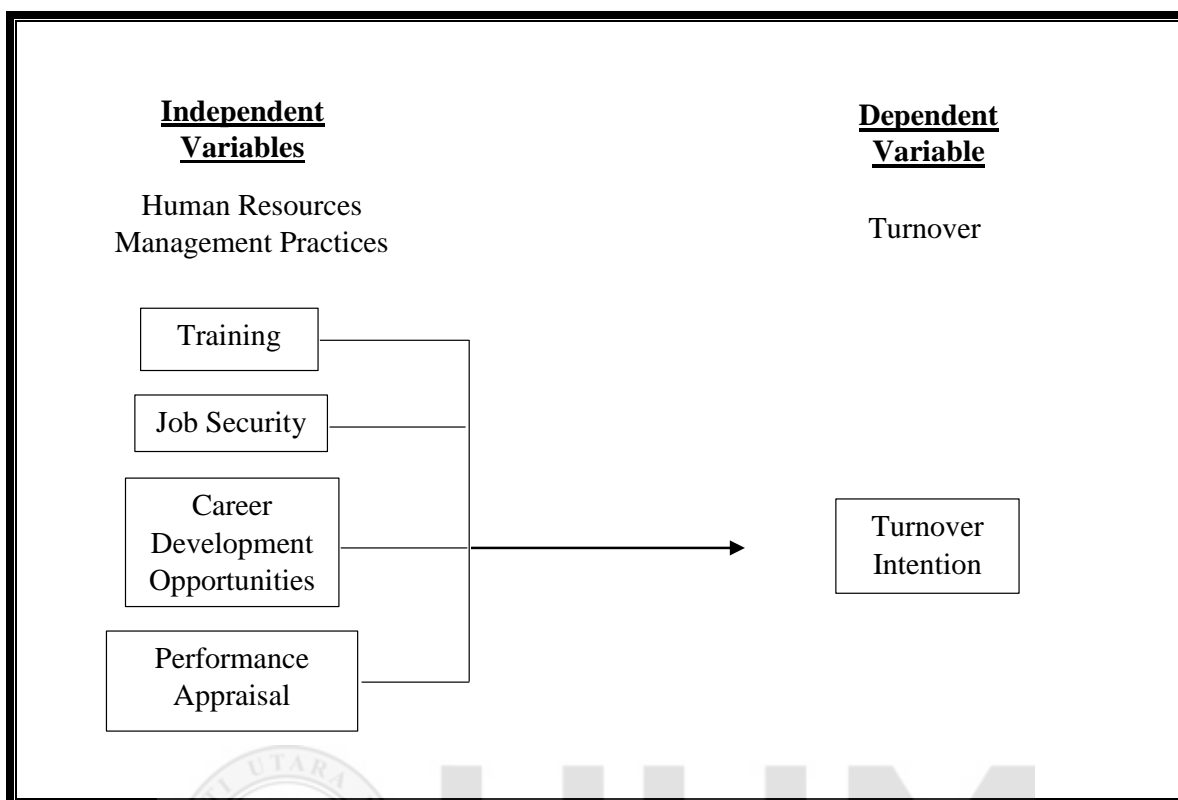 Independent
Variables
Human Resources
Management Practices
Training
Job Security
Career
Development
Opportunities
Performance
Appraisal
Dependent
Variable
Turnover
Turnover
Intention
UTARA